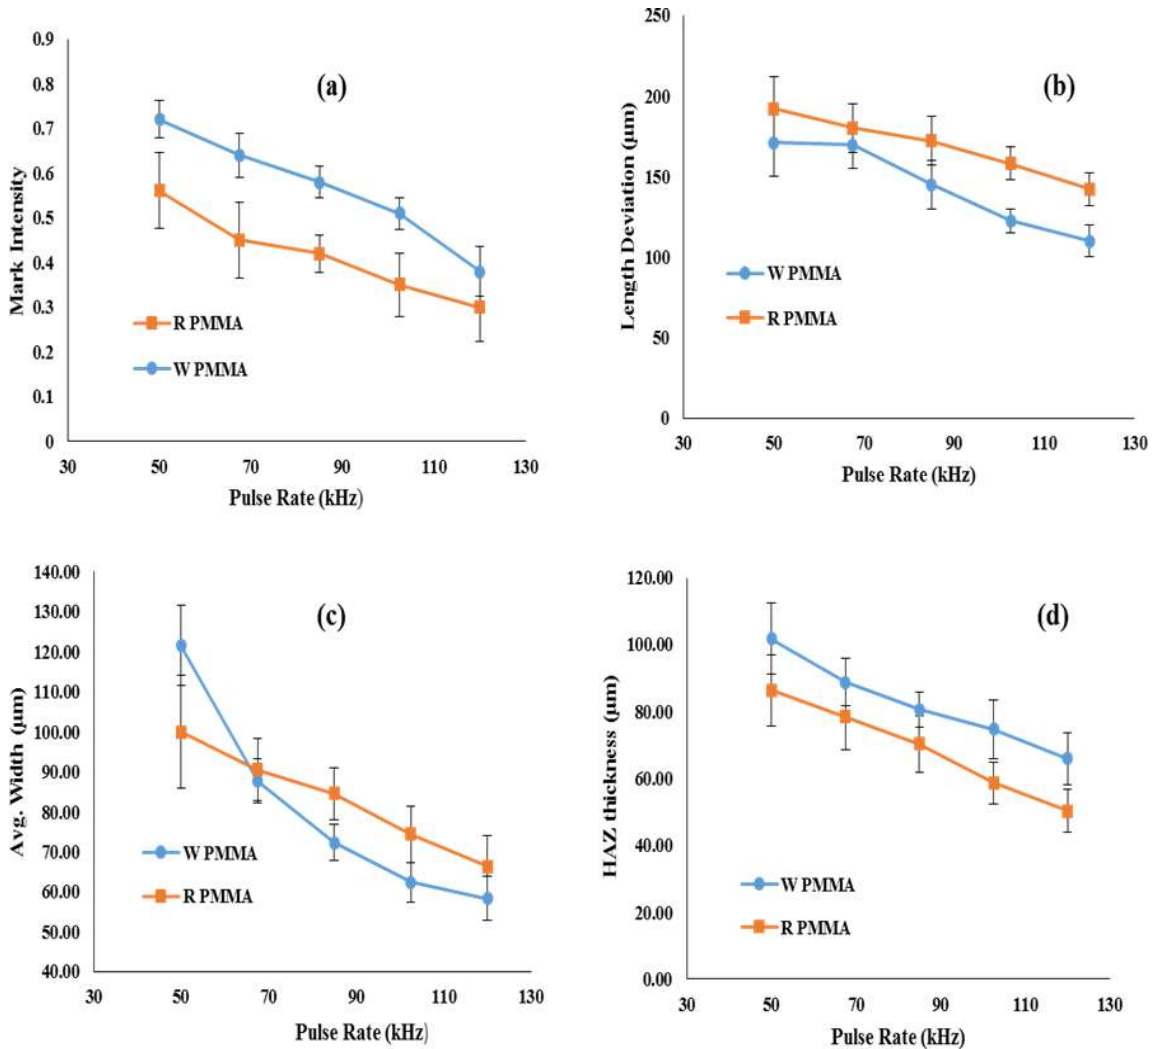 (a)
Mark Intensity
0.9
0.8
0.7
0.6
0.5
0.4
0.3
0.2
0.1
0
R PMMA
W PMMA
30 50 70 90 110 130
Pulse Rate (kHz)
(b)
Length Deviation (µm)
250
200
150
100
50
0
W PMMA
R PMMA
30 50 70 90 110 130
Pulse Rate (kHz)
(c)
Avg. Width (µm)
140.00
130.00
120.00
110.00
100.00
90.00
80.00
70.00
60.00
50.00
40.00
W PMMA
R PMMA
30 50 70 90 110 130
Pulse Rate (kHz)
(d)
HAZ thickness (µm)
120.00
100.00
80.00
60.00
40.00
20.00
0.00
W PMMA
R PMMA
30 50 70 90 110 130
Pulse Rate (kHz)